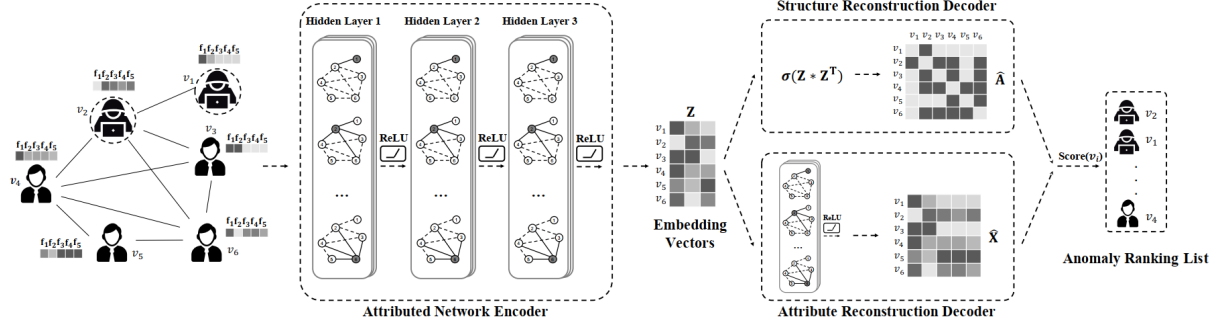 f₁f₂f₃f₄f₅
v₁
f₁f₂f₃f₄f₅
v₂
v₃
f₁f₂f₃f₄f₅
f₁f₂f₃f₄f₅
v₄
f₁f₂f₃f₄f₅
v₅
f₁f₂f₃f₄f₅
v₆
Hidden Layer 1
Hidden Layer 2
Hidden Layer 3
...
...
...
ReLU
ReLU
ReLU
Attributed Network Encoder
Z
v₁
v₂
v₃
v₄
v₅
v₆
Embedding
Vectors
Structure Reconstruction Decoder
σ(Z ∗ Zᵀ)
v₁ v₂ v₃ v₄ v₅ v₆
v₁
v₂
v₃
v₄
v₅
v₆
Â
ReLU
...
v₁
v₂
v₃
v₄
v₅
v₆
X̂
Attribute Reconstruction Decoder
Score(vᵢ)
v₂
v₁
.
.
.
v₄
Anomaly Ranking List